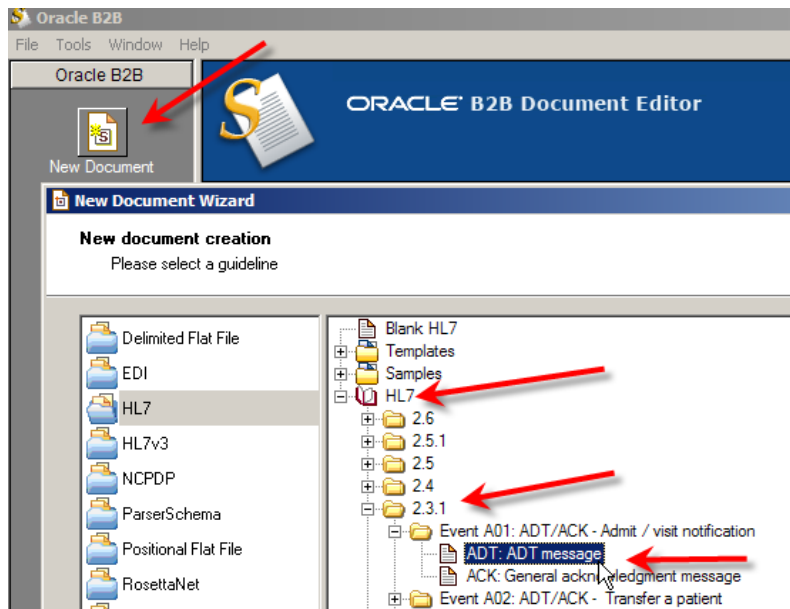 Oracle B2B
File Tools Window Help
Oracle B2B
New Document
ORACLE B2B Document Editor
New Document Wizard
New document creation
Please select a guideline
Delimited Flat File
EDI
HL7
HL7v3
NCPDP
ParserSchema
Positional Flat File
RosettaNet
Blank HL7
Templates
Samples
HL7
2.6
2.5.1
2.5
2.4
2.3.1
Event A01: ADT/ACK - Admit / visit notification
ADT: ADT message
ACK: General acknowledgment message
Event A02: ADT/ACK - Transfer a patient